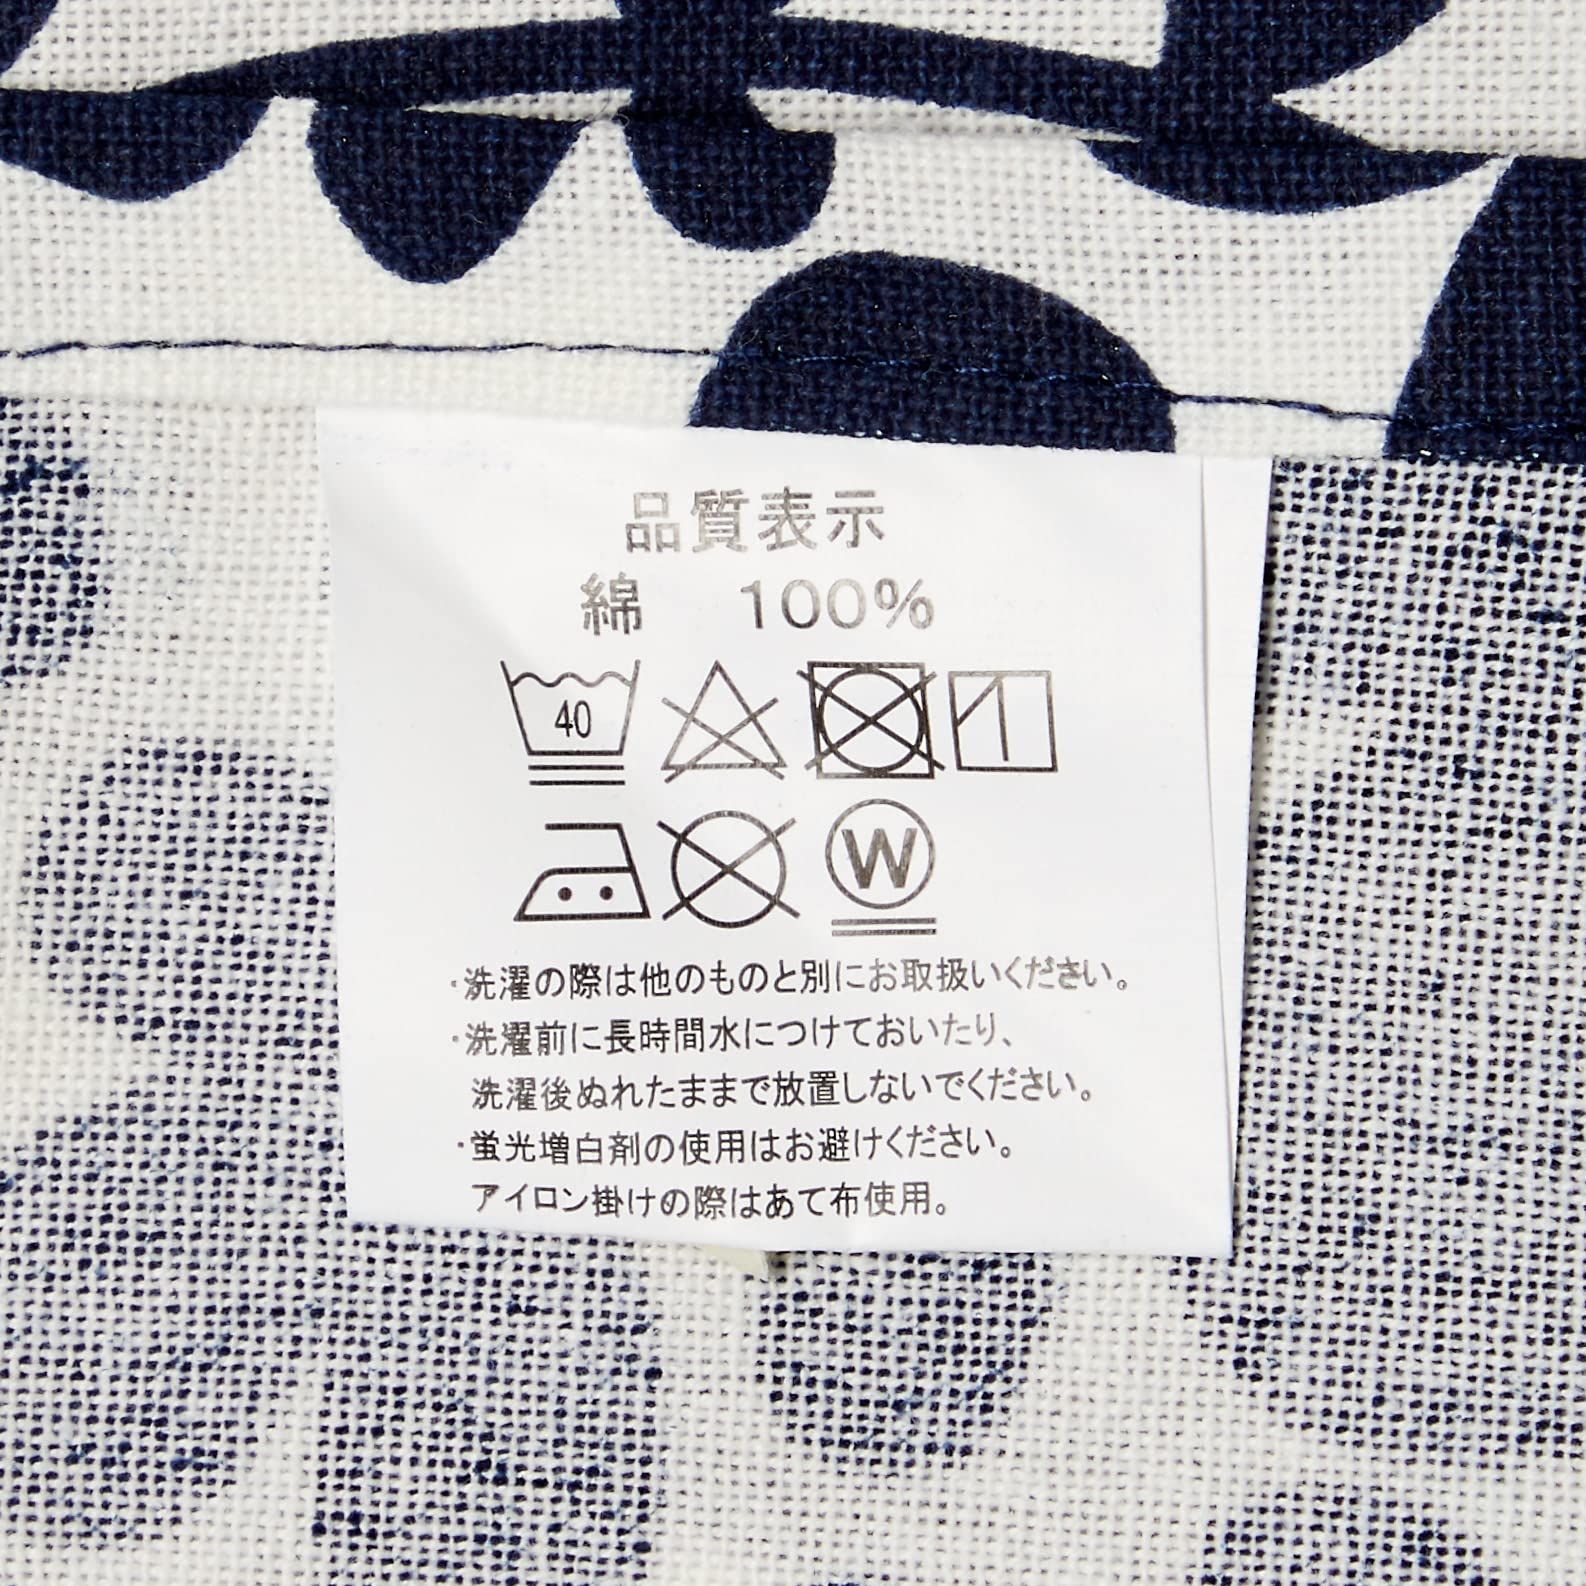 品質表示
綿 100%
40
W
・洗濯の際は他のものと別にお取扱いください。
・洗濯前に長時間水につけておいたり、
洗濯後ぬれたままで放置しないでください。
・蛍光増白剤の使用はお避けください。
アイロン掛けの際はあて布使用。